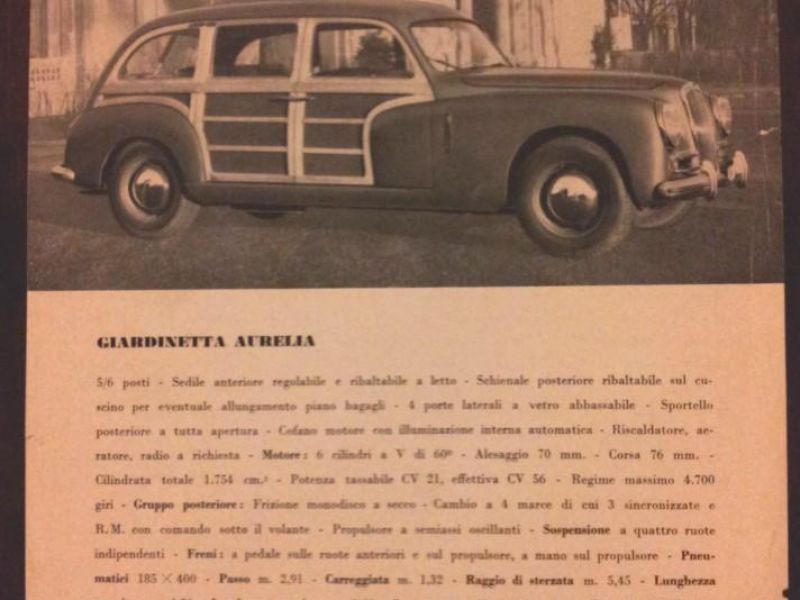 GIARDINETTA AURELIA
5/6 posti - Sedile anteriore regolabile e ribaltabile a letto - Schienale posteriore ribaltabile sul cu-
scino per eventuale allungamento piano bagagli - 4 porte laterali a vetro abbassabile - Sportello
posteriore a tutta apertura - Cofano motore con illuminazione interna automatica - Riscaldatore, ae-
ratore, radio a richiesta - Motore: 6 cilindri a V di 60º - Alesaggio 70 mm. - Corsa 76 mm. -
Cilindrata totale 1.754 cm.³ - Potenza tassabile CV 21, effettiva CV 56 - Regime massimo 4.700
giri - Gruppo posteriore: Frizione monodisco a secco - Cambio a 4 marce di cui 3 sincronizzate e
R.M. con comando sotto il volante - Propulsore a semiassi oscillanti - Sospensione a quattro ruote
indipendenti - Freni: a pedale sulle ruote anteriori e sul propulsore, a mano sul propulsore - Pneu-
matici 185 × 400 - Passo m. 2,91 - Carreggiata m. 1,32 - Raggio di sterzata m. 5,45 - Lunghezza